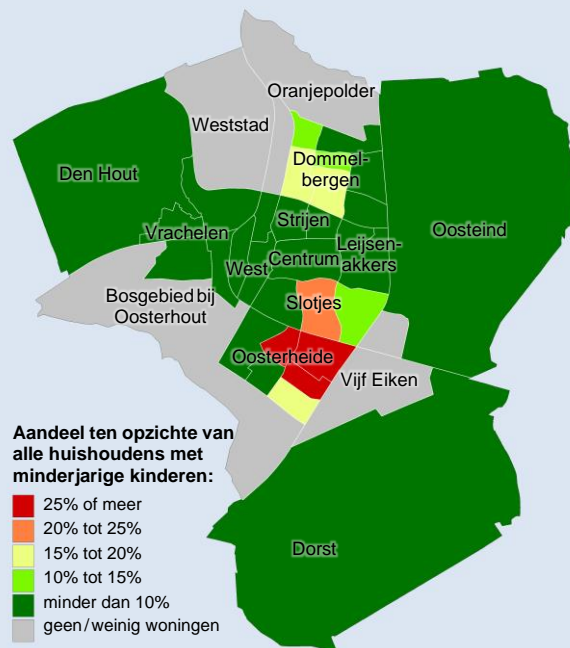 Oranjepolder
Weststad
Dommel-
bergen
Den Hout
Strijen
Vrachelen
Oosteind
Leijsen-
akkers
Centrum
West
Bosgebied bij
Oosterhout
Slotjes
Oosterheide
Vijf Eiken
Dorst
Aandeel ten opzichte van
alle huishoudens met
minderjarige kinderen:
25% of meer
20% tot 25%
15% tot 20%
10% tot 15%
minder dan 10%
geen/weinig woningen